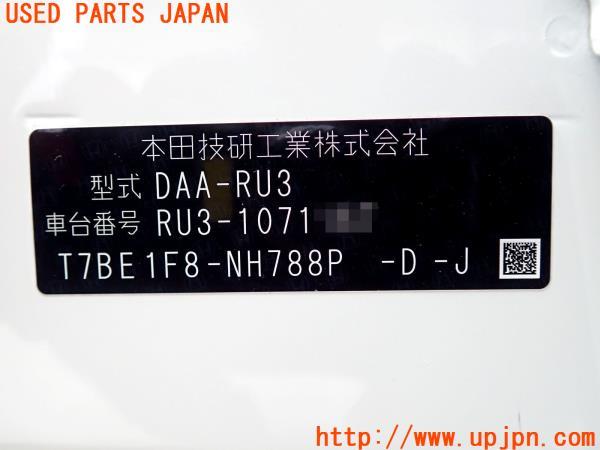 USED PARTS JAPAN
本田技研工業株式会社
型式 DAA-RU3
車台番号 RU3-1071
T7BE1F8-NH788P -D-J
http://www.upjpn.com/